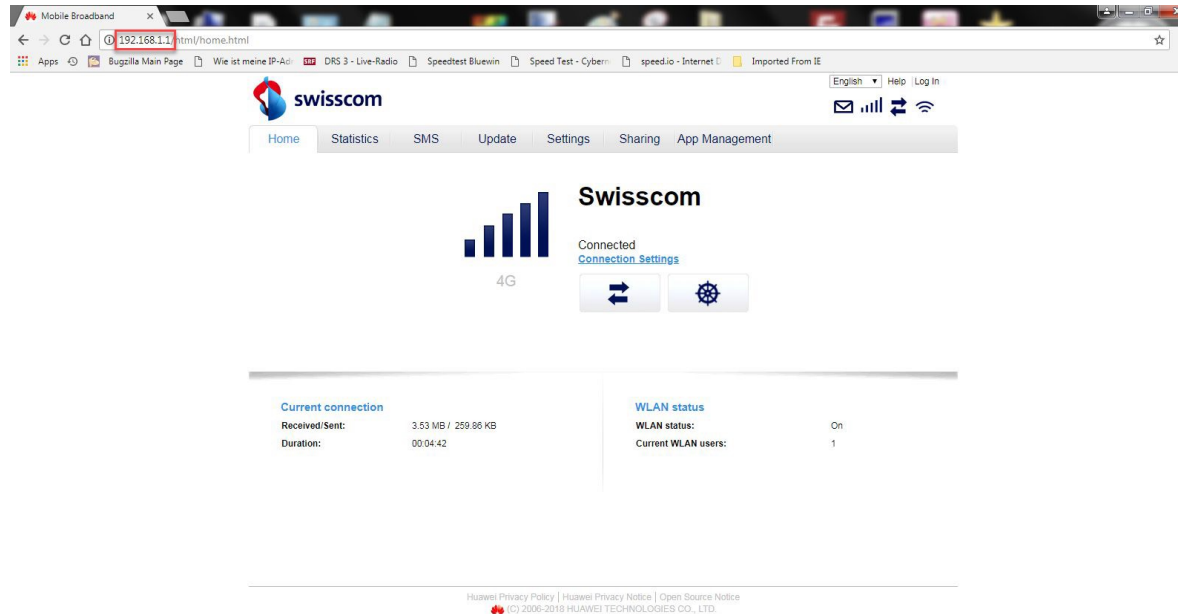 Mobile Broadband
192.168.1.1/html/home.html
Apps Bugzilla Main Page Wie ist meine IP-Ad DRS 3 - Live-Radio Speedtest Bluewin Speed Test - Cybern speed.io - Internet D Imported From IE
English Help | Log In
swisscom
Home Statistics SMS Update Settings Sharing App Management
Swisscom
Connected
Connection Settings
4G
Current connection WLAN status
Received/Sent: 3.53 MB / 259.86 KB WLAN status: On
Duration: 00:04:42 Current WLAN users: 1
Huawei Privacy Policy | Huawei Privacy Notice | Open Source Notice
(C) 2006-2018 HUAWEI TECHNOLOGIES CO., LTD.